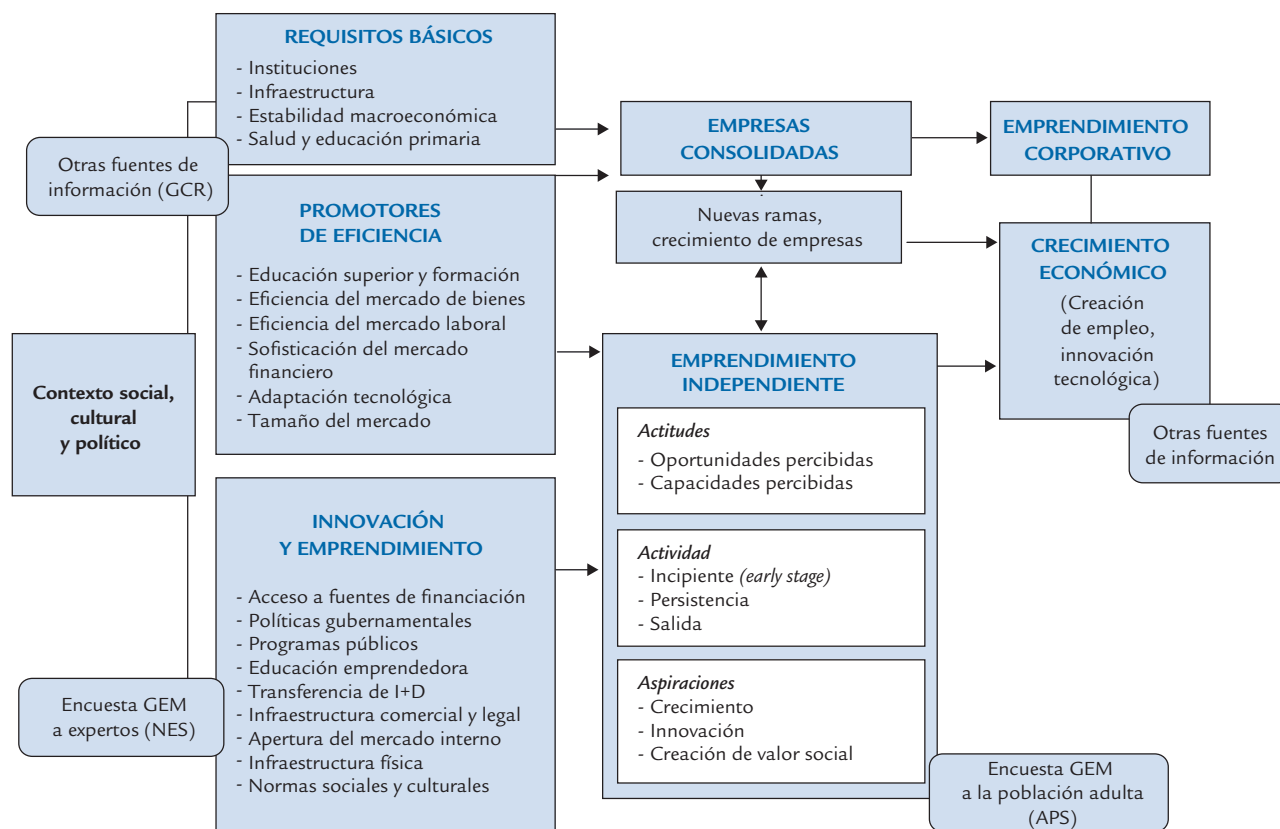 REQUISITOS BÁSICOS
- Instituciones
- Infraestructura
- Estabilidad macroeconómica
- Salud y educación primaria
Otras fuentes de
información (GCR)
PROMOTORES
DE EFICIENCIA
- Educación superior y formación
- Eficiencia del mercado de bienes
- Eficiencia del mercado laboral
- Sofisticación del mercado
financiero
- Adaptación tecnológica
- Tamaño del mercado
Contexto social,
cultural
y político
INNOVACIÓN
Y EMPRENDIMIENTO
- Acceso a fuentes de financiación
- Políticas gubernamentales
- Programas públicos
- Educación emprendedora
- Transferencia de I+D
- Infraestructura comercial y legal
- Apertura del mercado interno
- Infraestructura física
- Normas sociales y culturales
Encuesta GEM
a expertos (NES)
EMPRESAS
CONSOLIDADAS
Nuevas ramas,
crecimiento de empresas
EMPRENDIMIENTO
INDEPENDIENTE
Actitudes
- Oportunidades percibidas
- Capacidades percibidas
Actividad
- Incipiente (early stage)
- Persistencia
- Salida
Aspiraciones
- Crecimiento
- Innovación
- Creación de valor social
Encuesta GEM
a la población adulta
(APS)
EMPRENDIMIENTO
CORPORATIVO
CRECIMIENTO
ECONÓMICO
(Creación
de empleo,
innovación
tecnológica)
Otras fuentes
de información